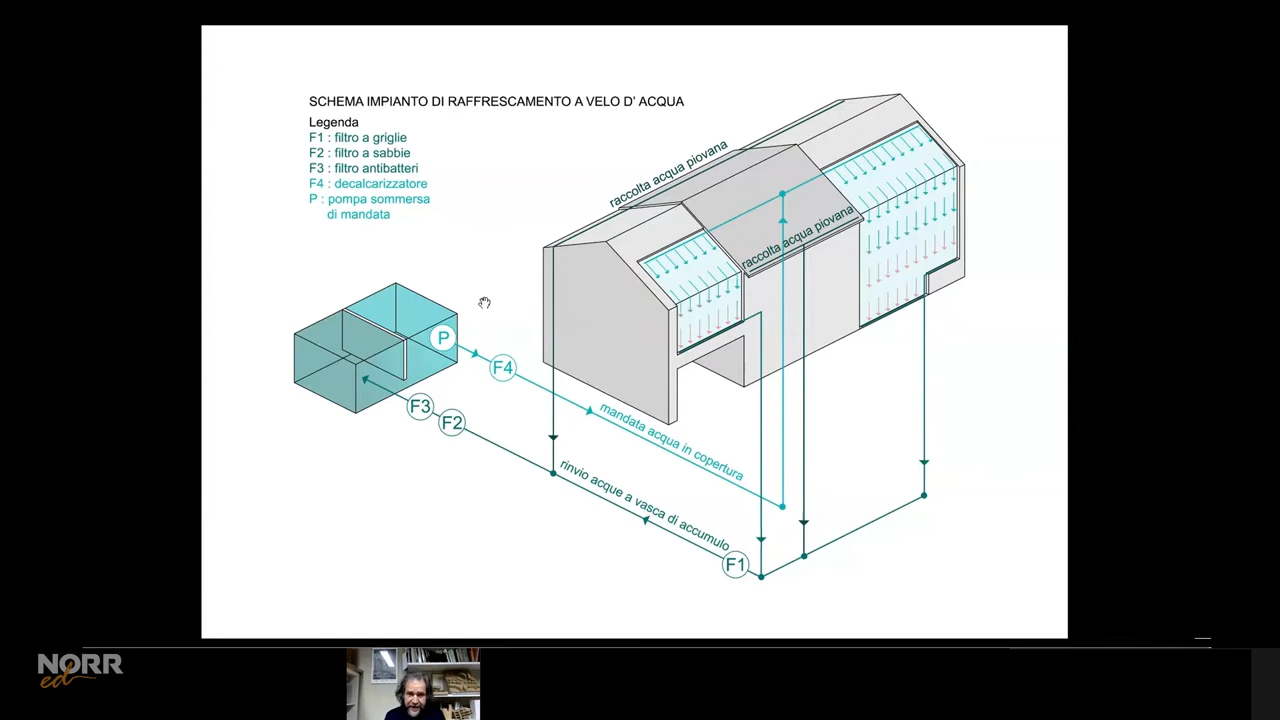 SCHEMA IMPIANTO DI RAFFRESCAMENTO A VELO D' ACQUA
Legenda
F1 : filtro a griglie
F2 : filtro a sabbie
F3 : filtro antibatteri
F4 : decalcarizzatore
P : pompa sommersa
di mandata
raccolta acqua piovana
raccolta acqua piovana
P
F4
F3
F2
mandata acqua in copertura
rinvio acque a vasca di accumulo
F1
NORR
ed